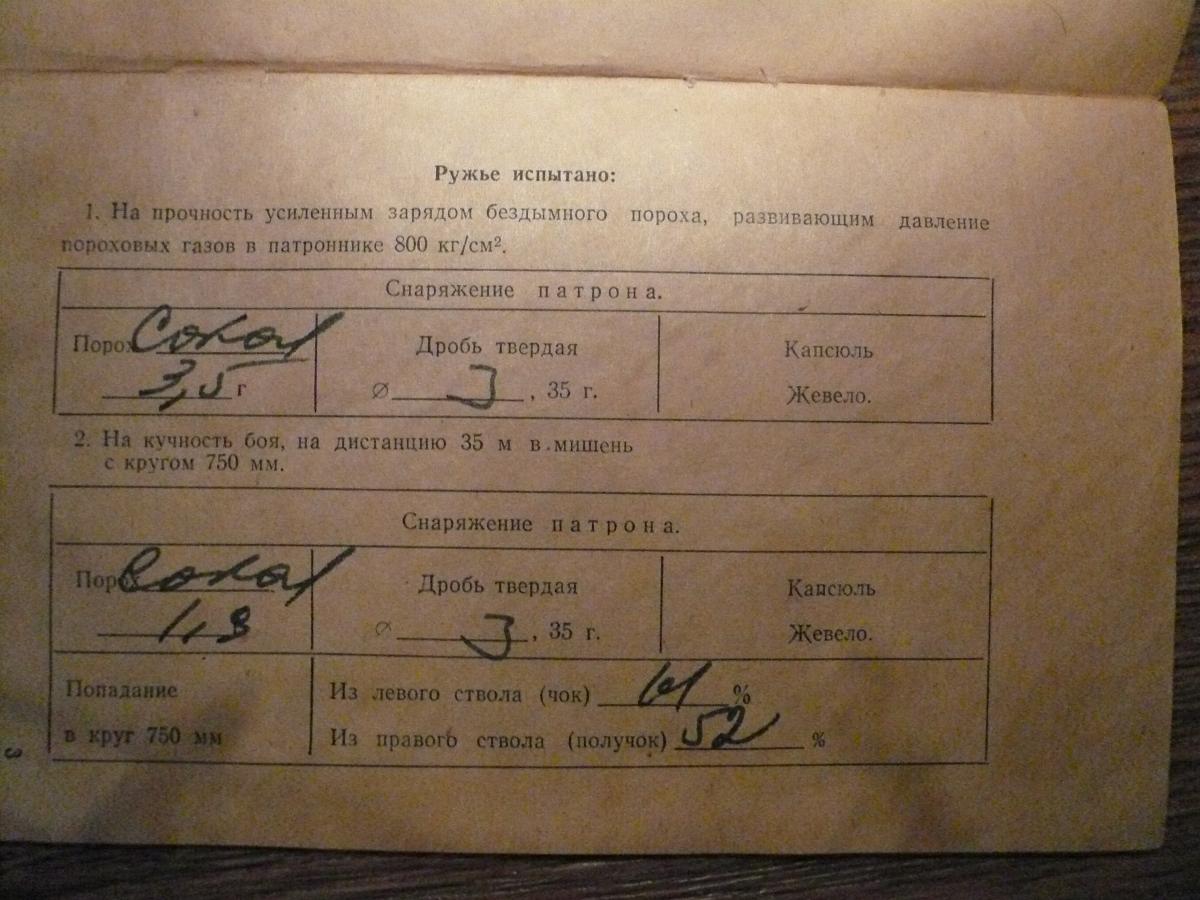 Ружье испытано:
1. На прочность усиленным зарядом бездымного пороха, развивающим давление
пороховых газов в патроннике 800 кг/см².
Снаряжение патрона.
Порох Сокол
3,5 г
Дробь твердая
∅ 3, 35 г.
Капсюль
Жевело.
2. На кучность боя, на дистанцию 35 м в мишень
с кругом 750 мм.
Снаряжение патрона.
Порох Сокол
Дробь твердая
∅ 3, 35 г.
Капсюль
Жевело.
Попадание
в круг 750 мм
Из левого ствола (чок) %
Из правого ствола (получок) 52 %
3